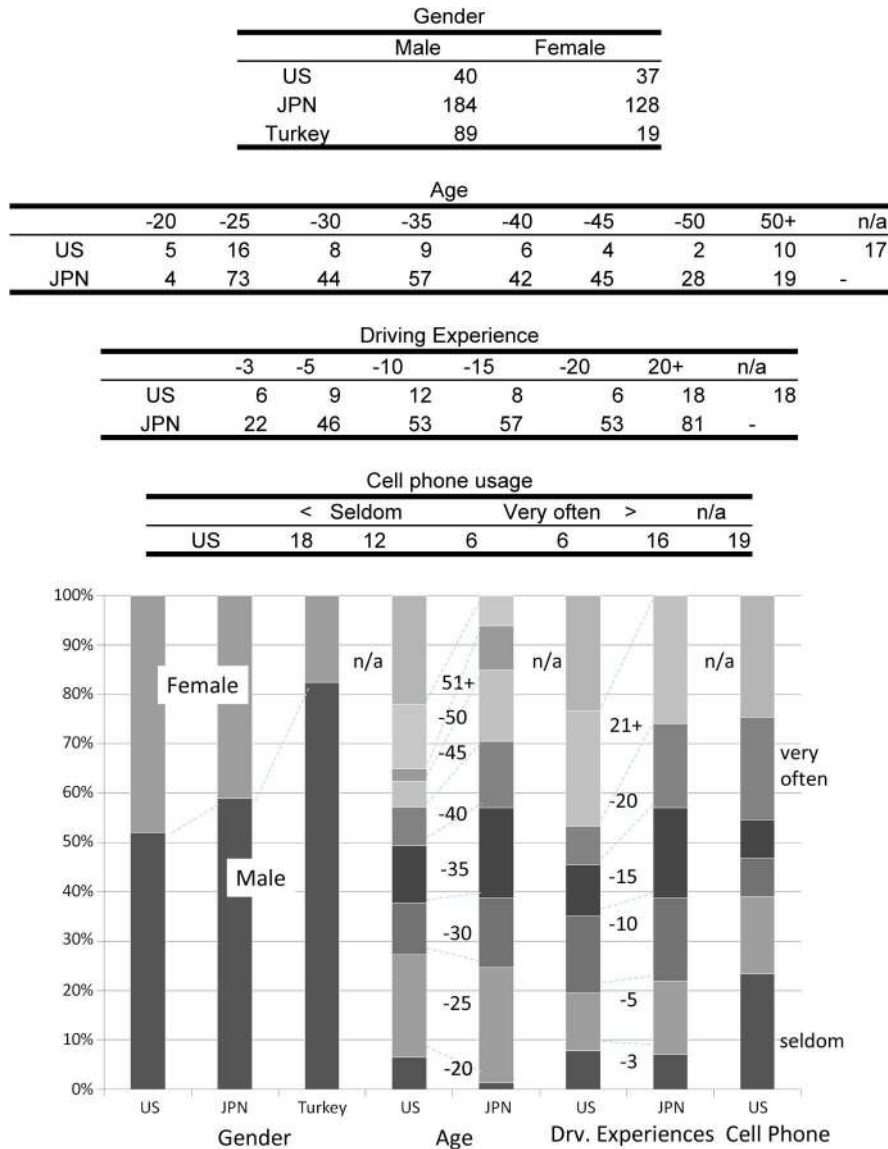 Gender
Male Female
US 40 37
JPN 184 128
Turkey 89 19
Age
-20 -25 -30 -35 -40 -45 -50 50+ n/a
US 5 16 8 9 6 4 2 10 17
JPN 4 73 44 57 42 45 28 19 -
Driving Experience
-3 -5 -10 -15 -20 20+ n/a
US 6 9 12 8 6 18 18
JPN 22 46 53 57 53 81 -
Cell phone usage
< Seldom Very often > n/a
US 18 12 6 6 16 19
100%
90%
80%
70%
60%
50%
40%
30%
20%
10%
0%
Female
Male
n/a
51+
-50
-45
-40
-35
-30
-25
-20
n/a
21+
-20
-15
-10
-5
-3
n/a
very
often
seldom
US JPN Turkey US JPN US JPN US
Gender Age Drv. Experiences Cell Phone